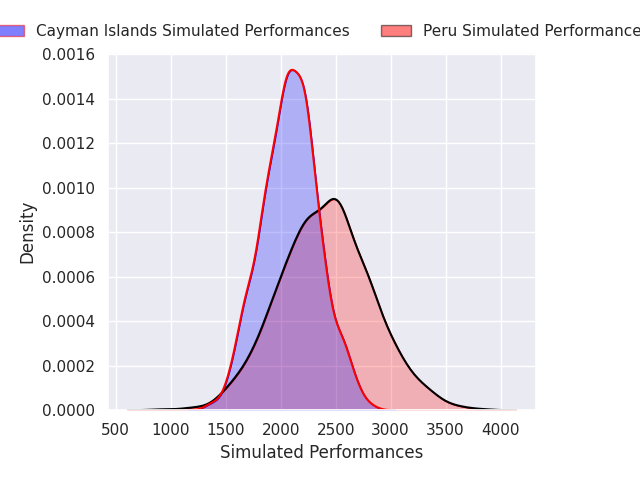 Cayman Islands Simulated Performances
Peru Simulated Performance
0.0016
0.0014
0.0012
0.0010
0.0008
0.0006
0.0004
0.0002
0.0000
Density
500 1000 1500 2000 2500 3000 3500 4000
Simulated Performances